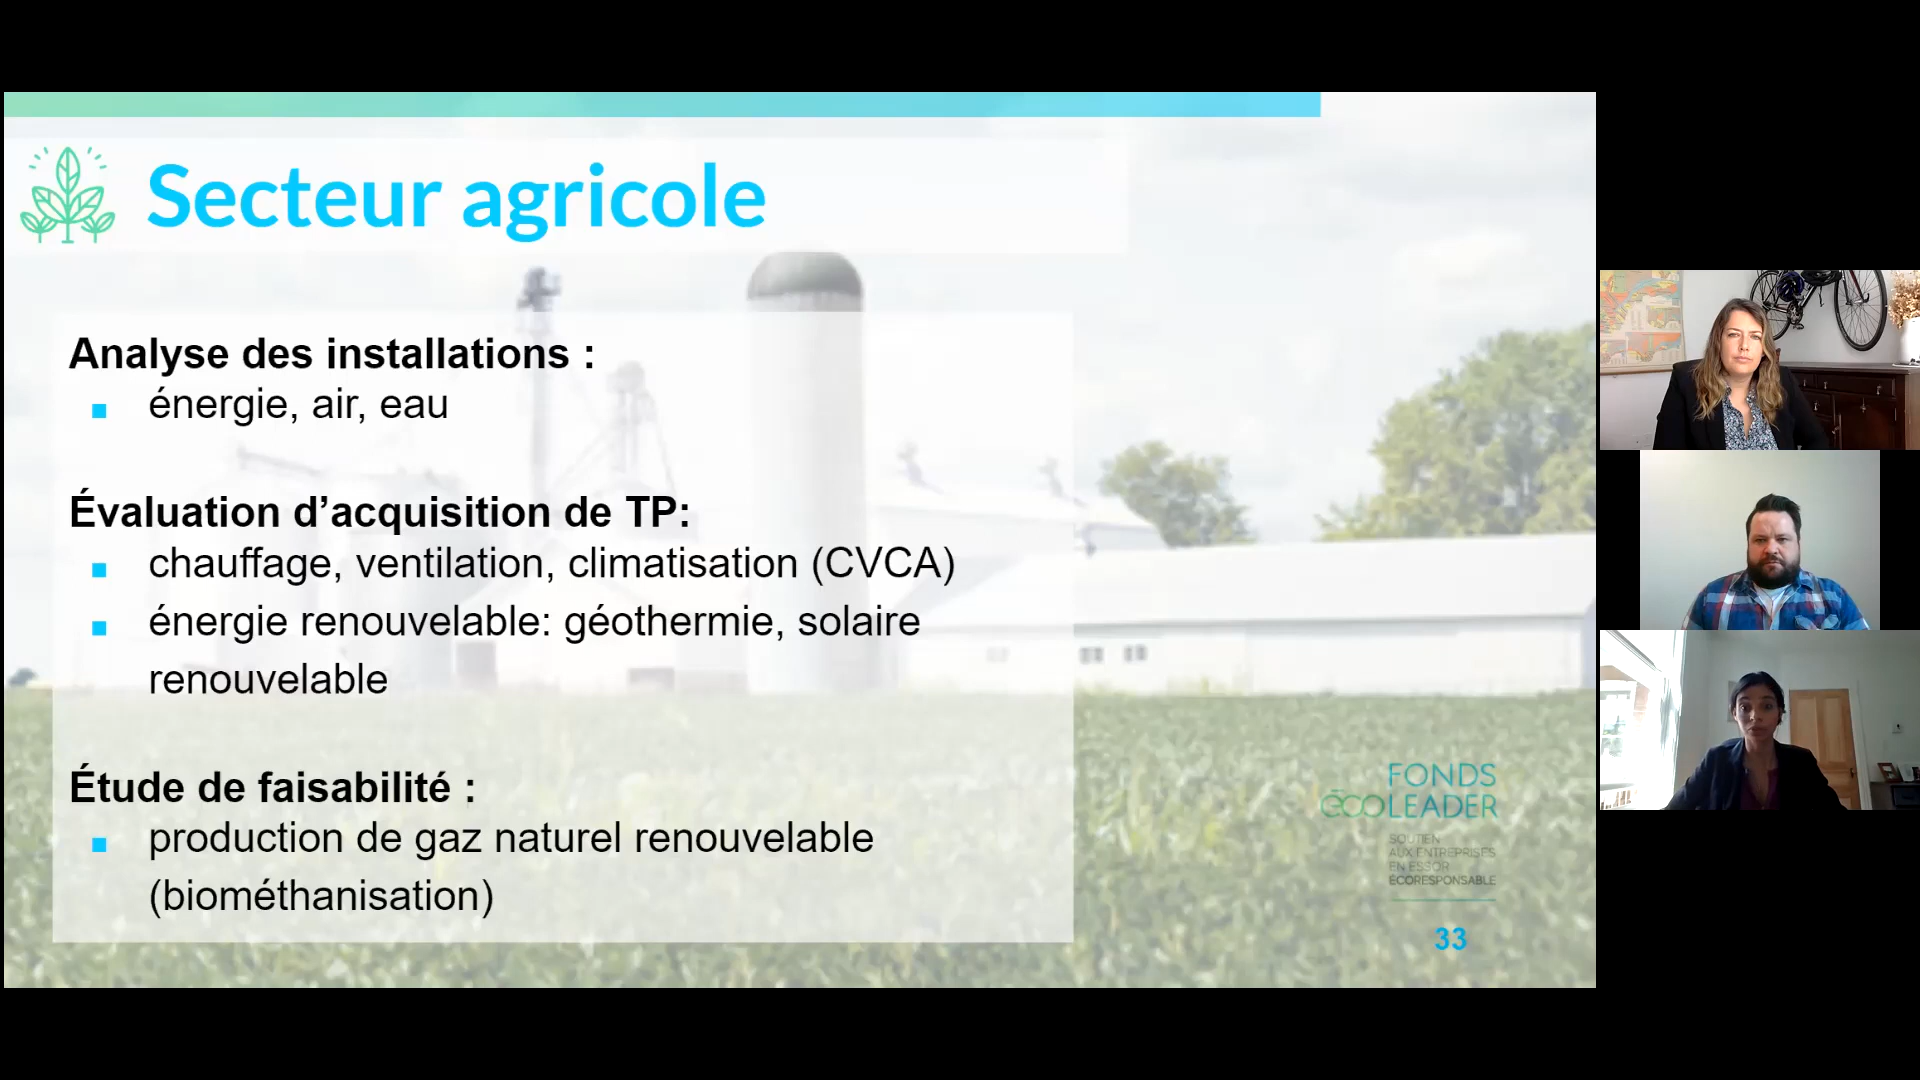 Secteur agricole
Analyse des installations :
énergie, air, eau
Évaluation d’acquisition de TP:
chauffage, ventilation, climatisation (CVCA)
énergie renouvelable: géothermie, solaire
renouvelable
Étude de faisabilité :
production de gaz naturel renouvelable
(biométhanisation)
FONDS
ēCOLEADER
SOUTIEN
AUX ENTREPRISES
EN ESSOR
ÉCORESPONSABLE
33